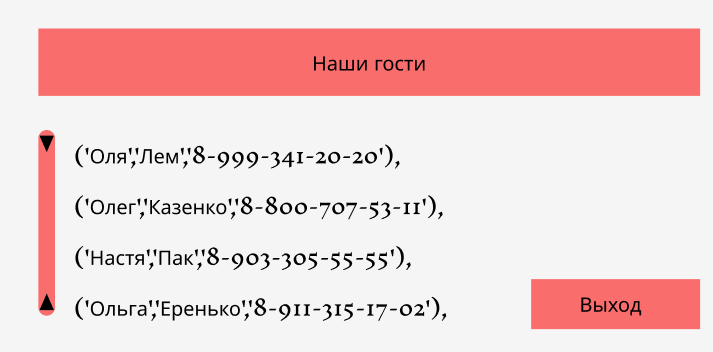 Наши гости
('Оля','Лем','8-999-341-20-20'),
('Олег','Казенко','8-800-707-53-11'),
('Настя','Пак','8-903-305-55-55'),
('Ольга','Еренько','8-911-315-17-02'),
Выход